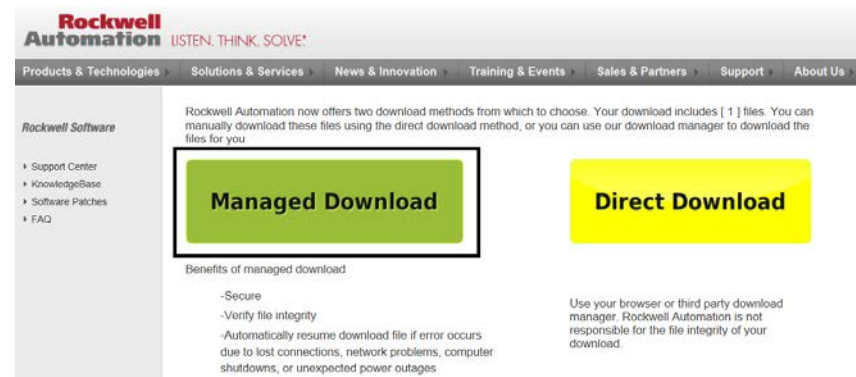 Rockwell
Automation LISTEN. THINK. SOLVE.®
Products & Technologies Solutions & Services News & Innovation Training & Events Sales & Partners Support About Us
Rockwell Software
Support Center
KnowledgeBase
Software Patches
FAQ
Rockwell Automation now offers two download methods from which to choose. Your download includes [ 1 ] files. You can
manually download these files using the direct download method, or you can use our download manager to download the
files for you
Managed Download
Direct Download
Benefits of managed download
-Secure
-Verify file integrity
-Automatically resume download file if error occurs
due to lost connections, network problems, computer
shutdowns, or unexpected power outages
Use your browser or third party download
manager. Rockwell Automation is not
responsible for the file integrity of your
download.